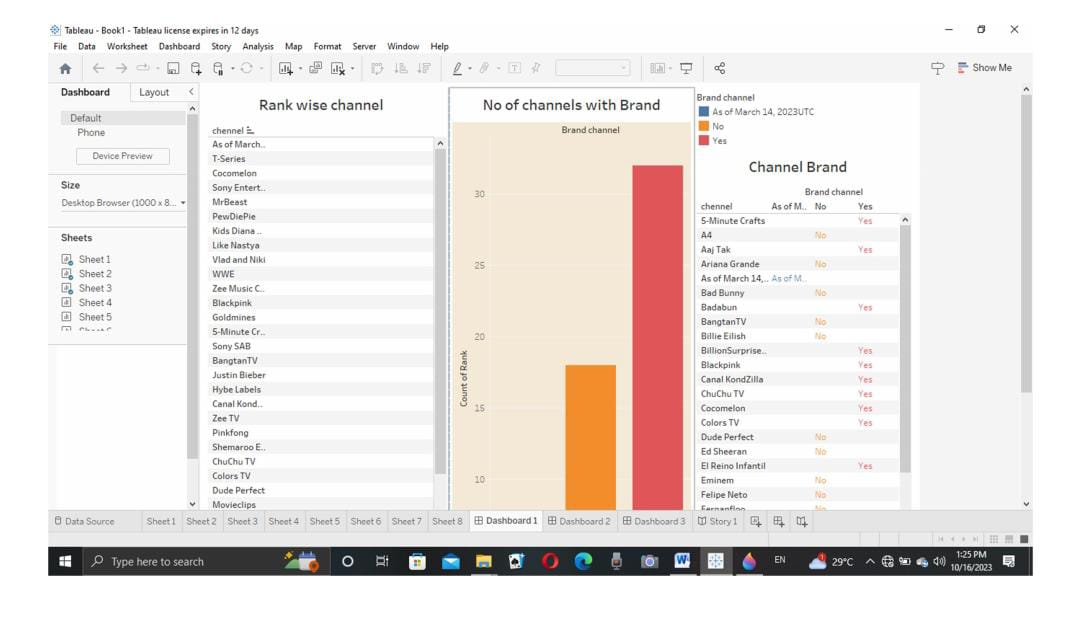 Tableau - Book1 - Tableau license expires in 12 days
File Data Worksheet Dashboard Story Analysis Map Format Server Window Help
Show Me
Dashboard Layout
Default
Phone
Device Preview
Size
Desktop Browser (1000 x 8...
Sheets
Sheet 1
Sheet 2
Sheet 3
Sheet 4
Sheet 5
Rank wise channel
channel
As of March..
T-Series
Cocomelon
Sony Entert..
MrBeast
PewDiePie
Kids Diana ..
Like Nastya
Vlad and Niki
WWE
Zee Music C..
Blackpink
Goldmines
5-Minute Cr..
Sony SAB
BangtanTV
Justin Bieber
Hybe Labels
Canal Kond..
Zee TV
Pinkfong
Shemaroo E..
ChuChu TV
Colors TV
Dude Perfect
Movieclips
No of channels with Brand
Brand channel
30
25
20
15
10
Count of Rank
Brand channel
As of March 14, 2023UTC
No
Yes
Channel Brand
Brand channel
chennel As of M.. No Yes
5-Minute Crafts Yes
A4 No
Aaj Tak Yes
Ariana Grande No
As of March 14,.. As of M..
Bad Bunny No
Badabun Yes
BangtanTV No
Billie Eilish No
BillionSurprise.. Yes
Blackpink Yes
Canal KondZilla Yes
ChuChu TV Yes
Cocomelon Yes
Colors TV Yes
Dude Perfect No
Ed Sheeran No
El Reino Infantil Yes
Eminem No
Felipe Neto No
Data Source Sheet 1 Sheet 2 Sheet 3 Sheet 4 Sheet 5 Sheet 6 Sheet 7 Sheet 8 Dashboard 1 Dashboard 2 Dashboard 3 Story 1
Type here to search
EN
29°C
1:25 PM
10/16/2023